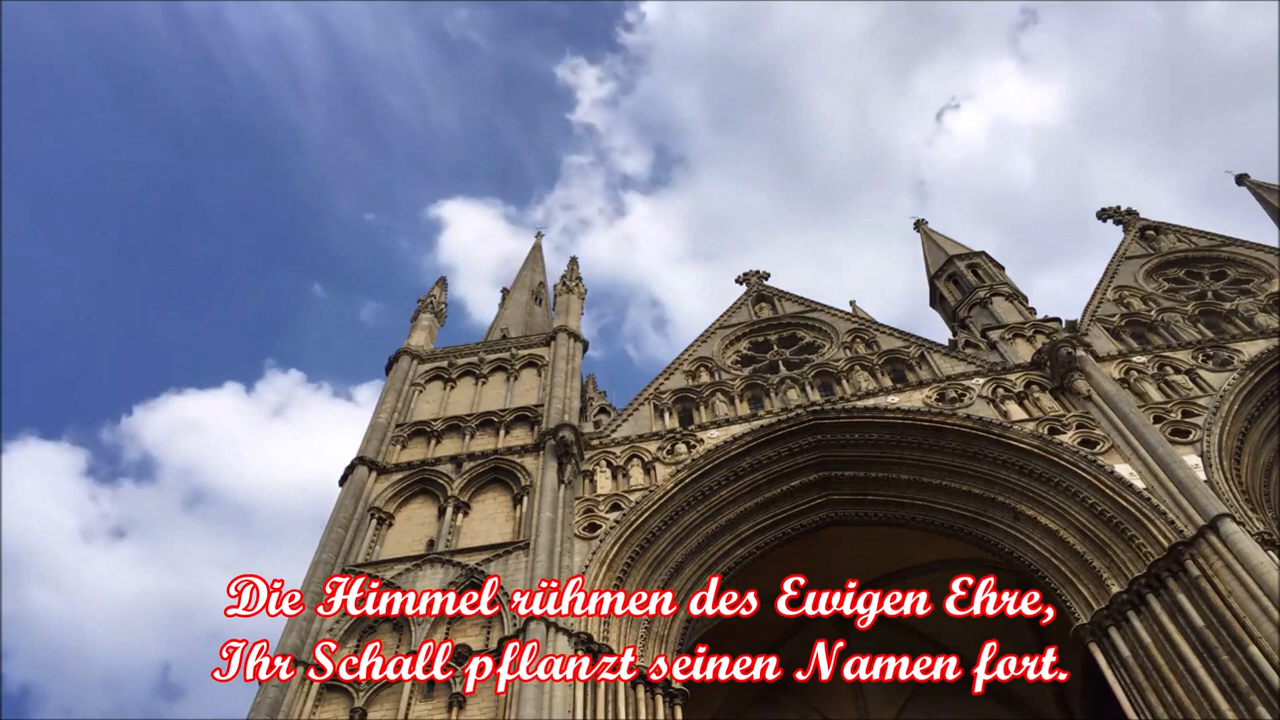 Die Himmel rühmen des Ewigen Ehre,
Ihr Schall pflanzt seinen Namen fort.